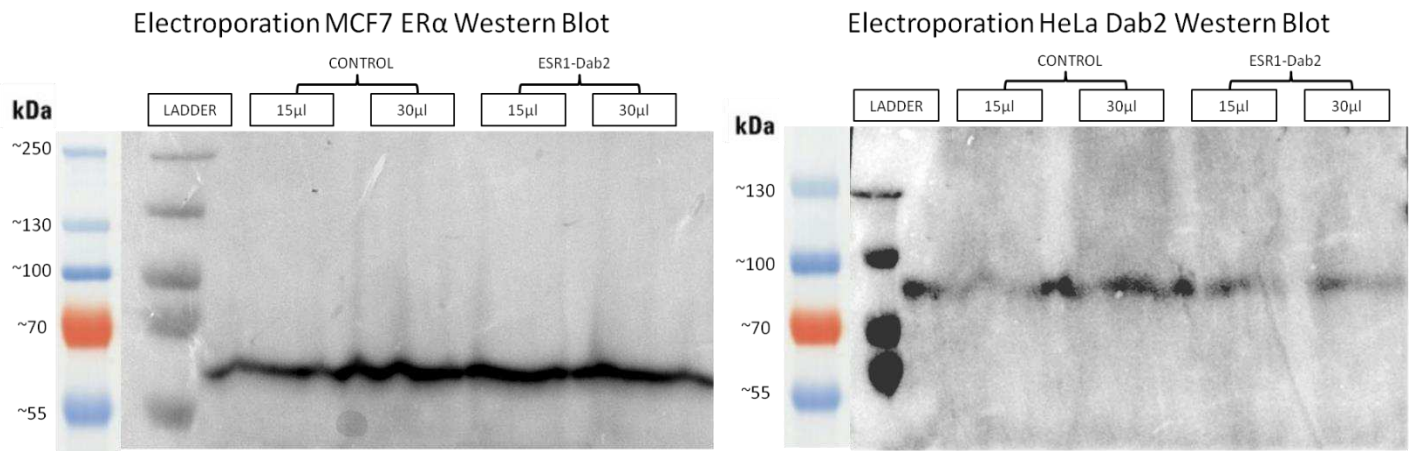 Electroporation MCF7 ERα Western Blot
CONTROL
ESR1-Dab2
kDa
LADDER
15µl
30µl
15µl
30µl
~250
~130
~100
~70
~55
Electroporation HeLa Dab2 Western Blot
CONTROL
ESR1-Dab2
kDa
LADDER
15µl
30µl
15µl
30µl
~130
~100
~70
~55